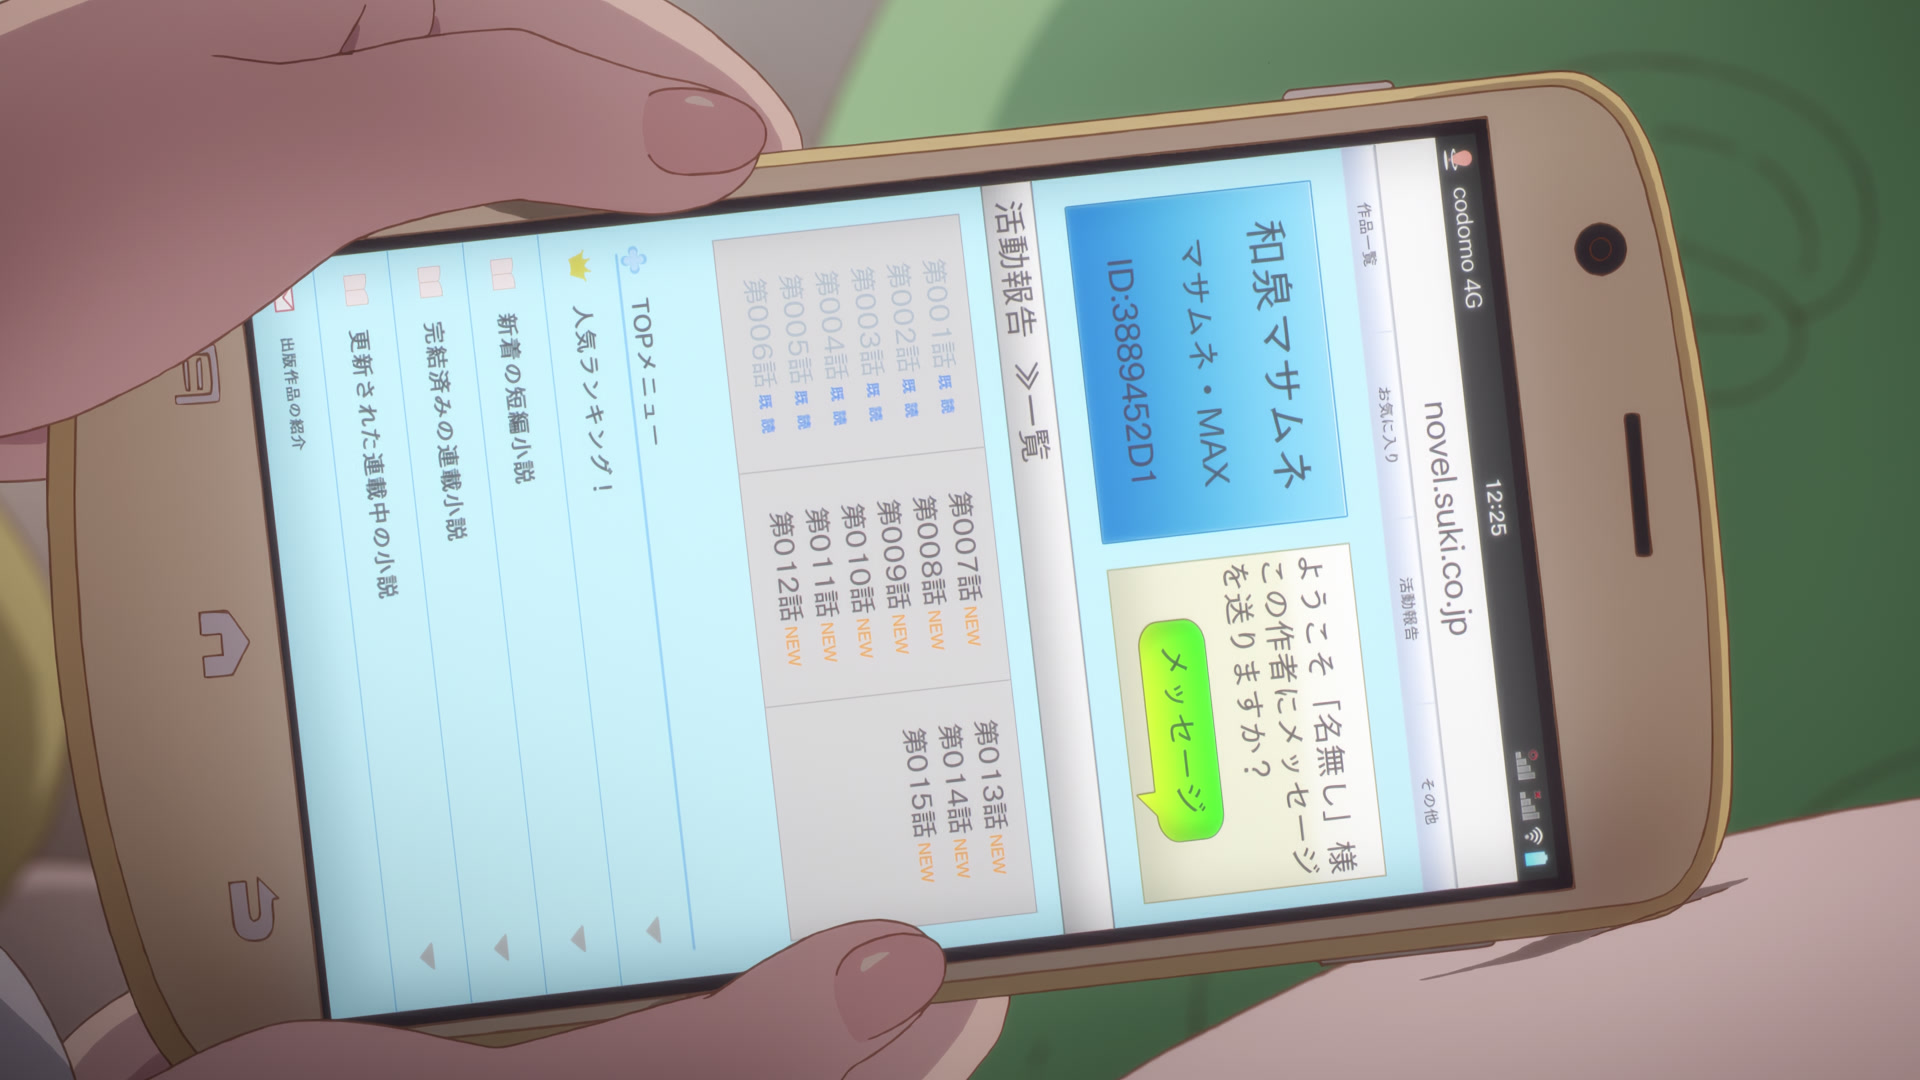 codomo 4G
12:25
novel.suki.co.jp
作品一覧
お気に入り
活動報告
その他
和泉マサムネ
マサムネ・MAX
ID:3889452D1
ようこそ「名無し」様
この作者にメッセージ
を送りますか?
メッセージ
活動報告 ≫一覧
第001話 既 読
第002話 既 読
第003話 既 読
第004話 既 読
第005話 既 読
第006話 既 読
第007話 NEW
第008話 NEW
第009話 NEW
第010話 NEW
第011話 NEW
第012話 NEW
第013話 NEW
第014話 NEW
第015話 NEW
TOPメニュー
人気ランキング!
新着の短編小説
完結済みの連載小説
更新された連載中の小説
出版作品の紹介